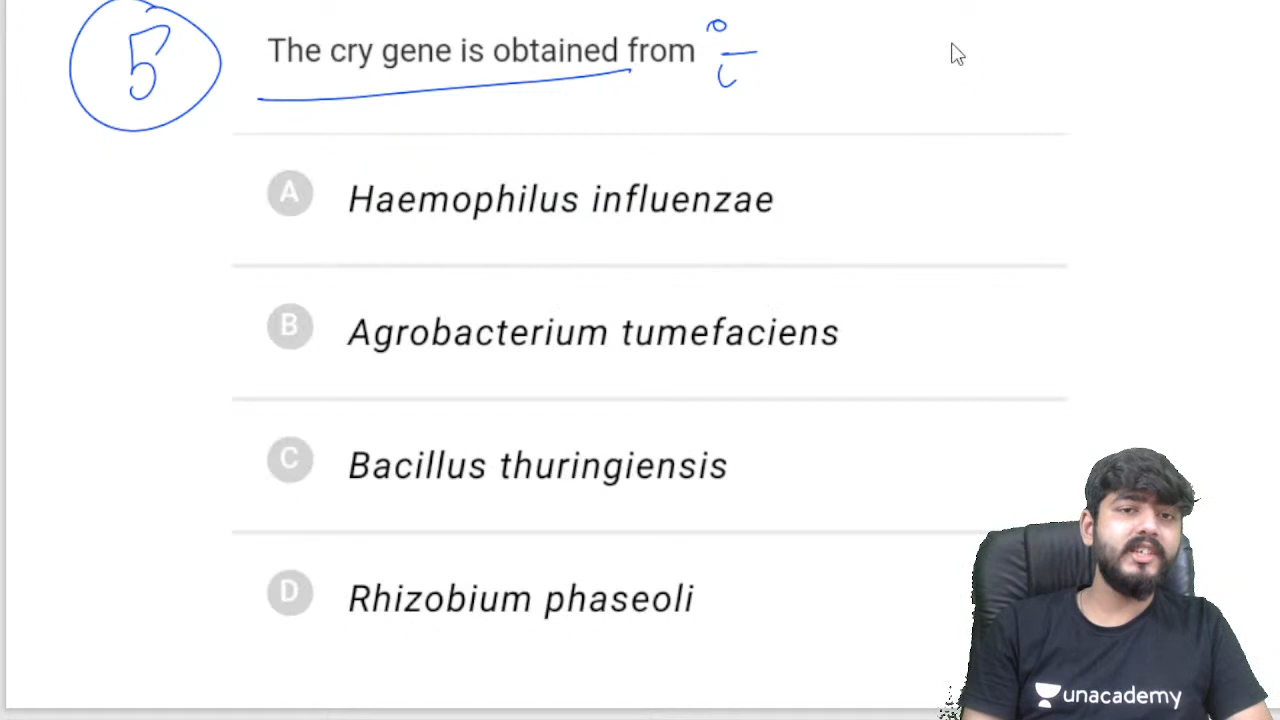 5
The cry gene is obtained from :-
A Haemophilus influenzae
B Agrobacterium tumefaciens
C Bacillus thuringiensis
D Rhizobium phaseoli
unacademy